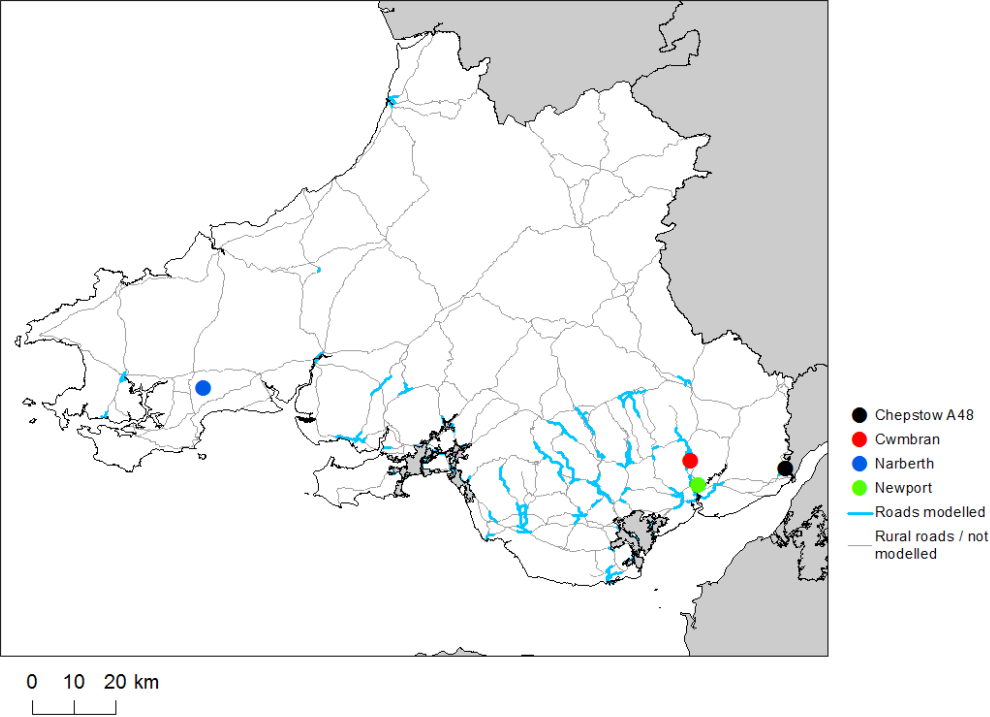 Chepstow A48
Cwmbran
Narberth
Newport
Roads modelled
Rural roads / not
modelled
0 10 20 km